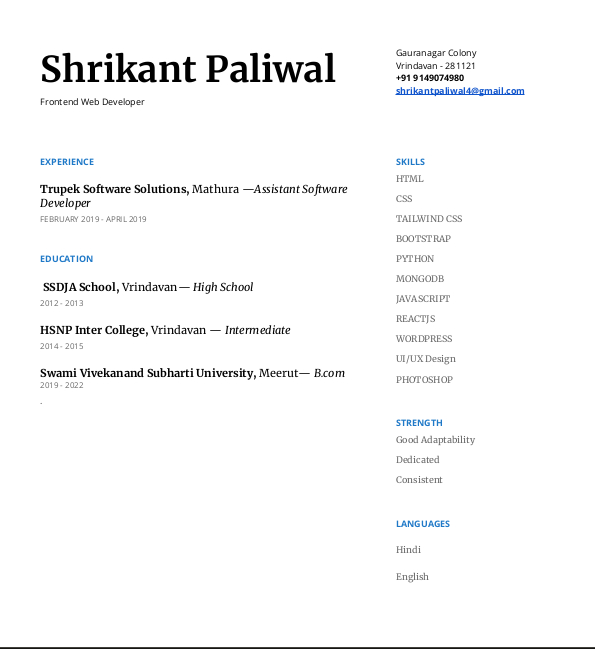 Shrikant Paliwal
Frontend Web Developer
Gauranagar Colony
Vrindavan - 281121
+91 9149074980
shrikantpaliwal4@gmail.com
EXPERIENCE
Trupek Software Solutions, Mathura —Assistant Software
Developer
FEBRUARY 2019 - APRIL 2019
EDUCATION
SSDJA School, Vrindavan— High School
2012 - 2013
HSNP Inter College, Vrindavan — Intermediate
2014 - 2015
Swami Vivekanand Subharti University, Meerut— B.com
2019 - 2022
.
SKILLS
HTML
CSS
TAILWIND CSS
BOOTSTRAP
PYTHON
MONGODB
JAVASCRIPT
REACTJS
WORDPRESS
UI/UX Design
PHOTOSHOP
STRENGTH
Good Adaptability
Dedicated
Consistent
LANGUAGES
Hindi
English